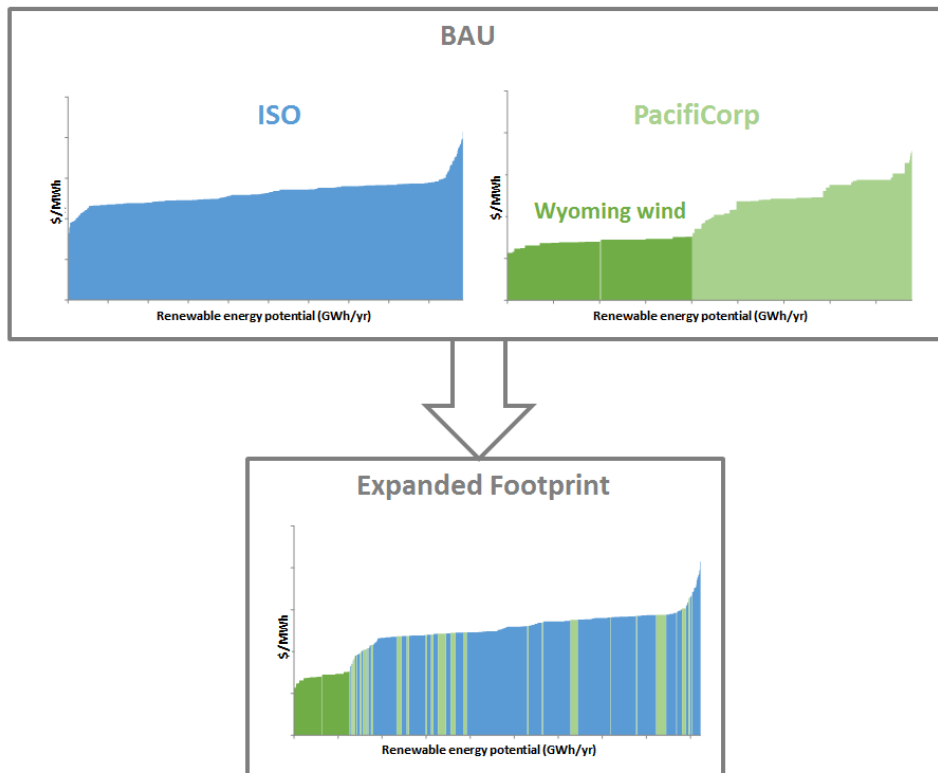 BAU
ISO
$/MWh
Renewable energy potential (GWh/yr)
PacifiCorp
Wyoming wind
$/MWh
Renewable energy potential (GWh/yr)
Expanded Footprint
$/MWh
Renewable energy potential (GWh/yr)